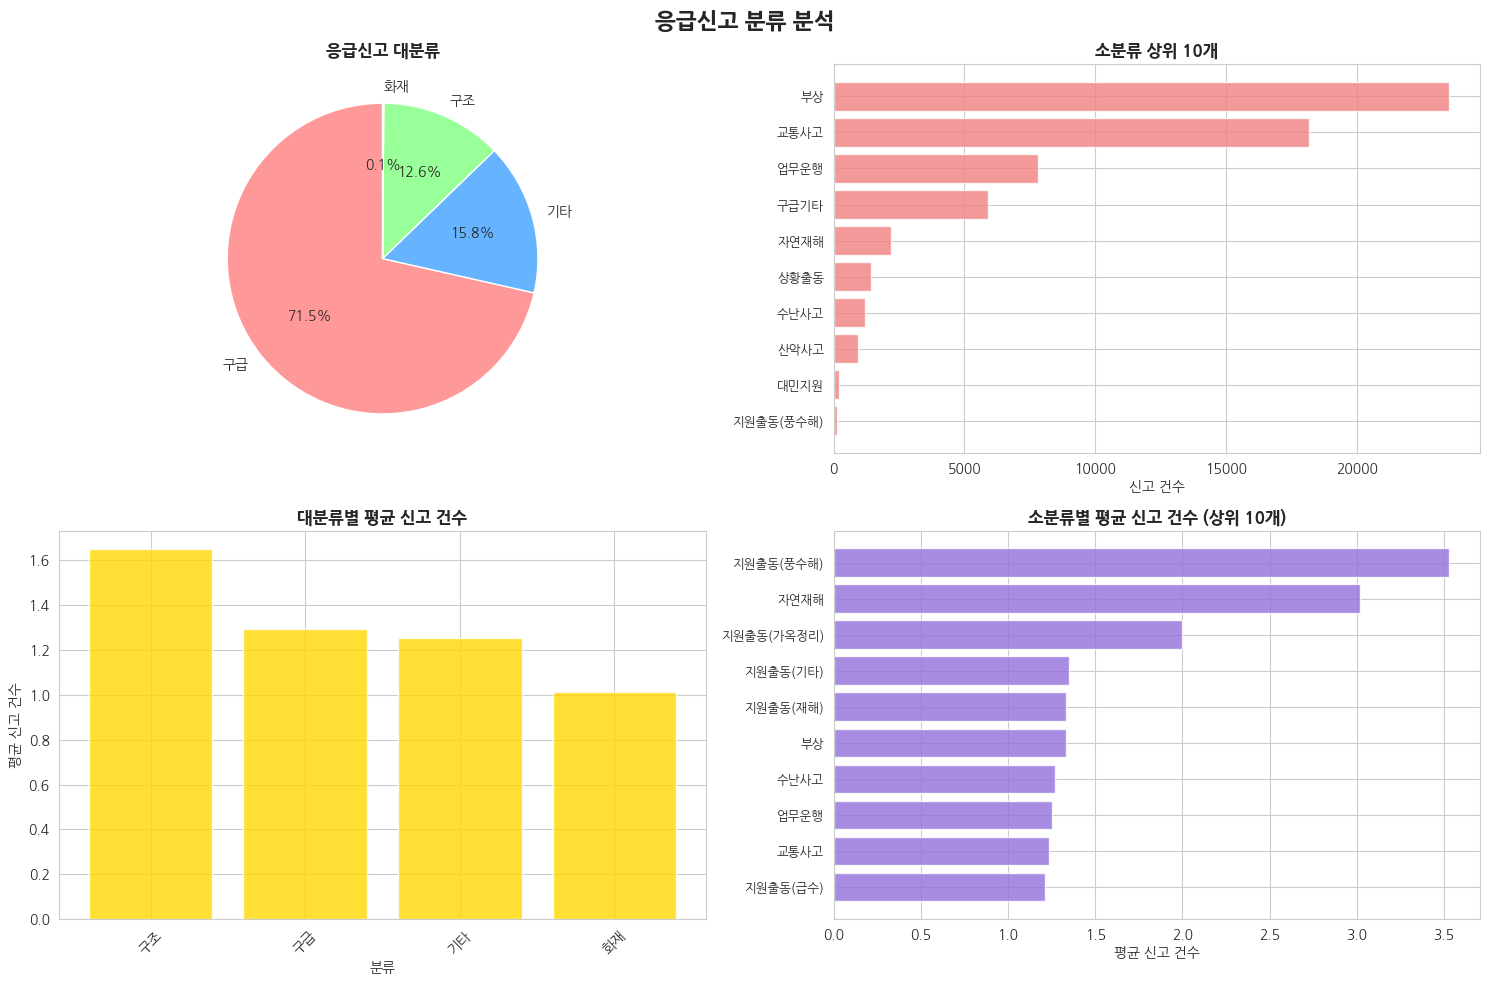 응급신고 분류 분석
응급신고 대분류
화재
구조
0.1%
12.6%
기타
15.8%
71.5%
구급
소분류 상위 10개
부상
교통사고
업무운행
구급기타
자연재해
상황출동
수난사고
산악사고
대민지원
지원출동(풍수해)
0 5000 10000 15000 20000
신고 건수
대분류별 평균 신고 건수
평균 신고 건수
1.6
1.4
1.2
1.0
0.8
0.6
0.4
0.2
0.0
구조 구급 기타 화재
분류
소분류별 평균 신고 건수 (상위 10개)
지원출동(풍수해)
자연재해
지원출동(가옥정리)
지원출동(기타)
지원출동(재해)
부상
수난사고
업무운행
교통사고
지원출동(급수)
0.0 0.5 1.0 1.5 2.0 2.5 3.0 3.5
평균 신고 건수